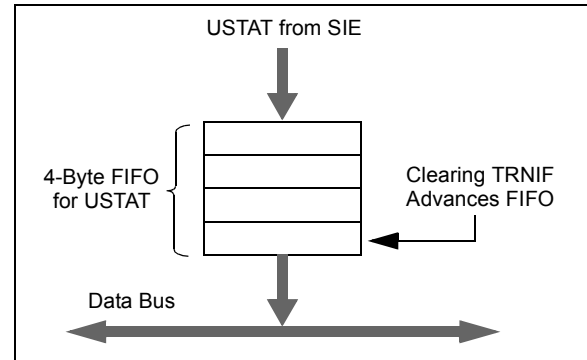 USTAT from SIE
4-Byte FIFO
for USTAT
Clearing TRNIF
Advances FIFO
Data Bus